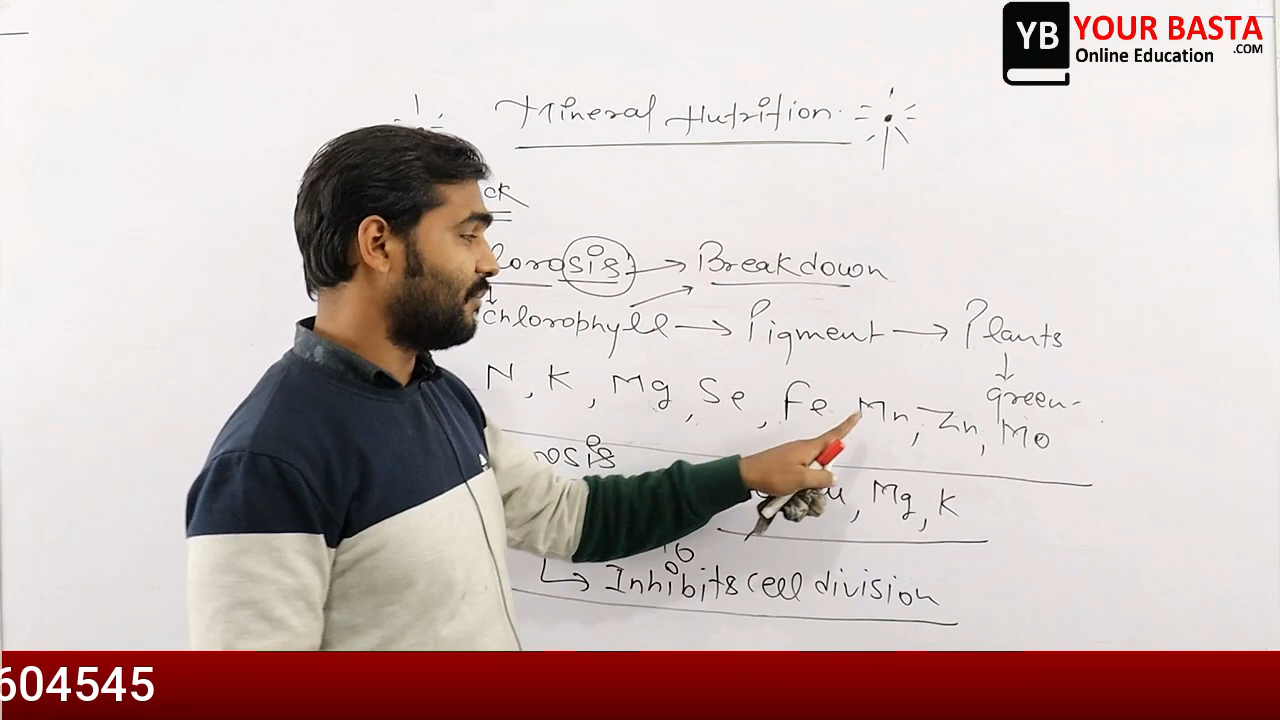 YB YOUR BASTA
.COM
Online Education
Mineral Nutrition
ck
lorosis → Breakdown
chlorophyll → Pigment → Plants
↓
green-
N, K, Mg, Se, Fe Mn, Zn, Mo
osis
u, Mg, K
Inhibits cell division
604545